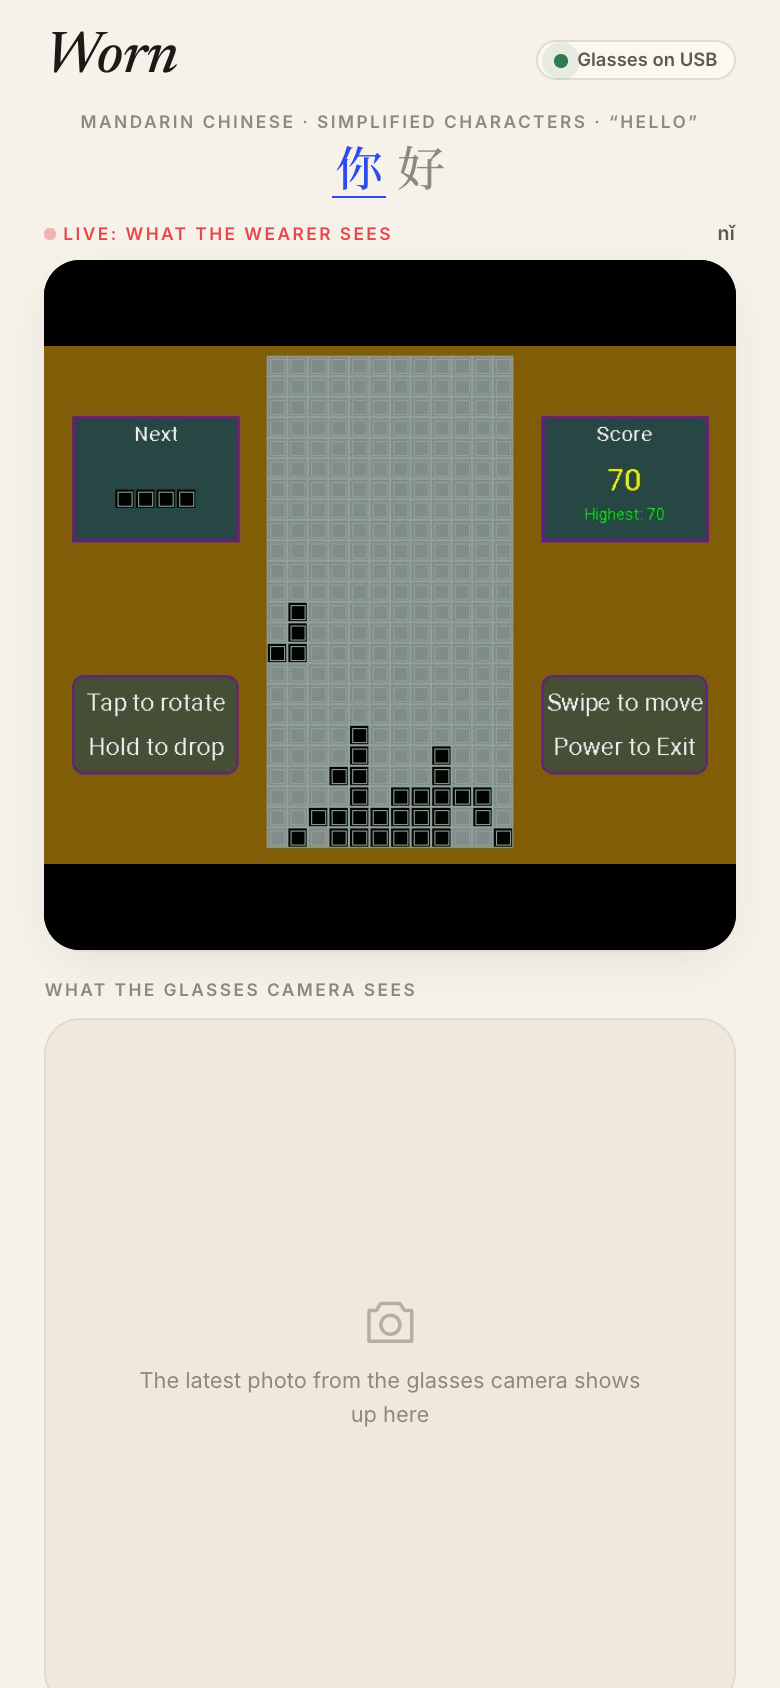 Worn
Glasses on USB
MANDARIN CHINESE · SIMPLIFIED CHARACTERS · “HELLO”
你好
LIVE: WHAT THE WEARER SEES
nǐ
Next
Score
70
Highest: 70
Tap to rotate
Hold to drop
Swipe to move
Power to Exit
WHAT THE GLASSES CAMERA SEES
The latest photo from the glasses camera shows
up here